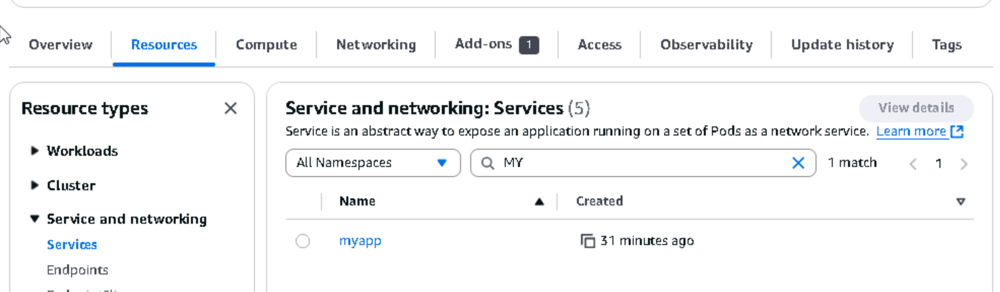 Overview Resources Compute Networking Add-ons 1 Access Observability Update history Tags
Resource types
Workloads
Cluster
Service and networking
Services
Endpoints
Service and networking: Services (5)
View details
Service is an abstract way to expose an application running on a set of Pods as a network service. Learn more
All Namespaces MY 1 match 1
Name Created
myapp 31 minutes ago